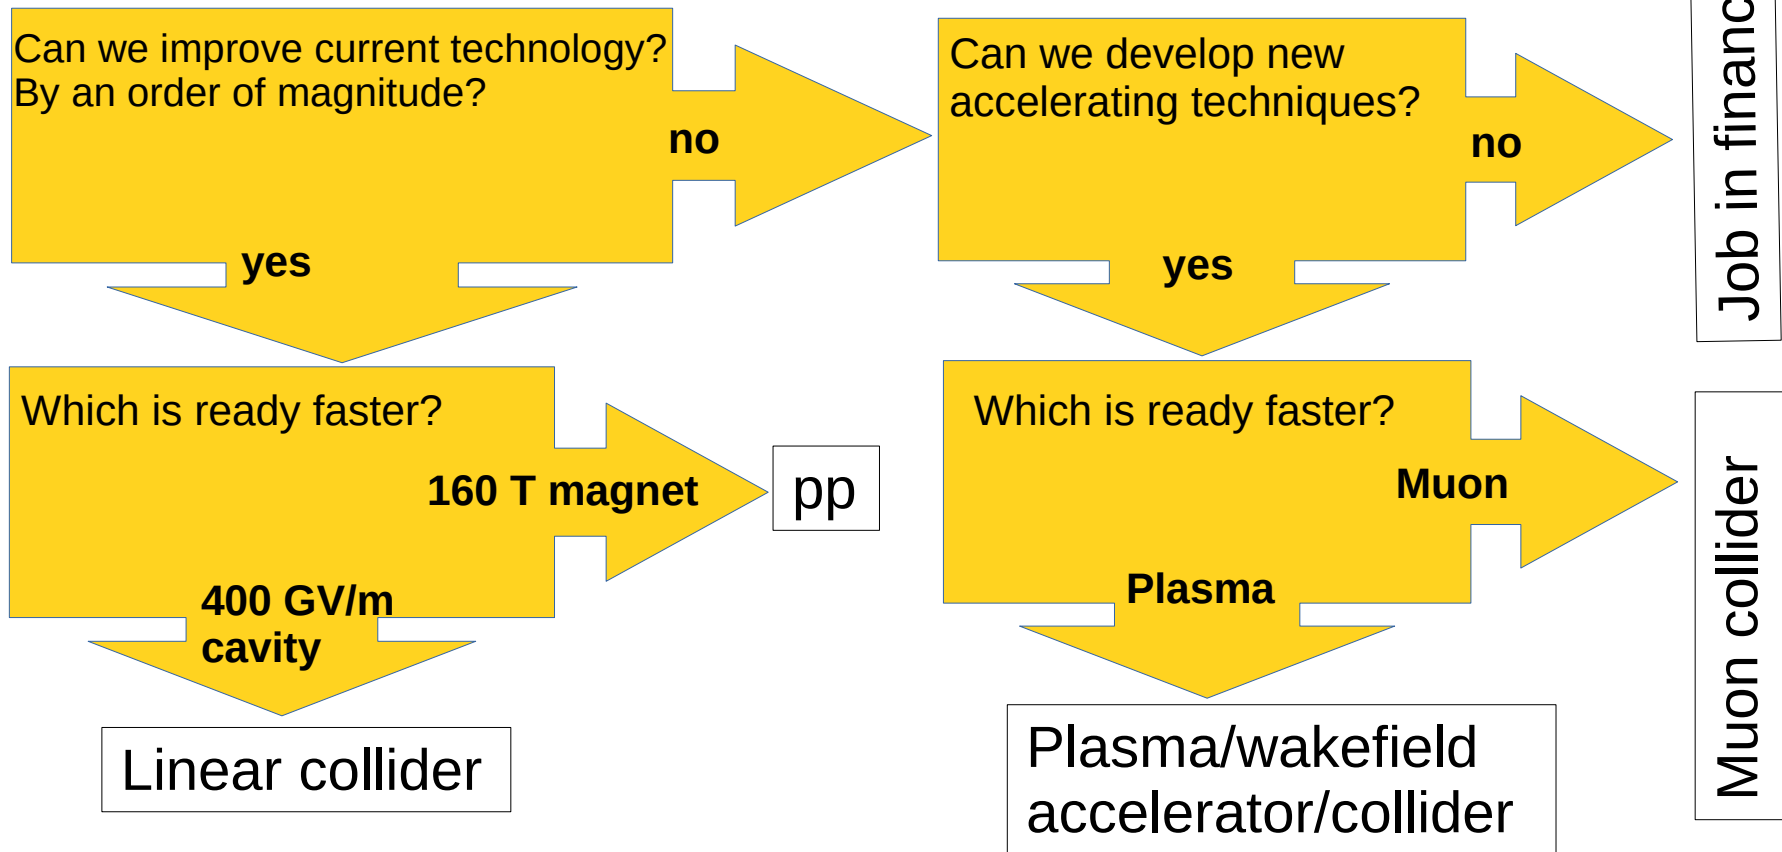 Can we improve current technology?
By an order of magnitude?
no
yes
Can we develop new
accelerating techniques?
no
yes
Job in financ
Which is ready faster?
160 T magnet
pp
400 GV/m
cavity
Linear collider
Which is ready faster?
Muon
Plasma
Muon collider
Plasma/wakefield
accelerator/collider